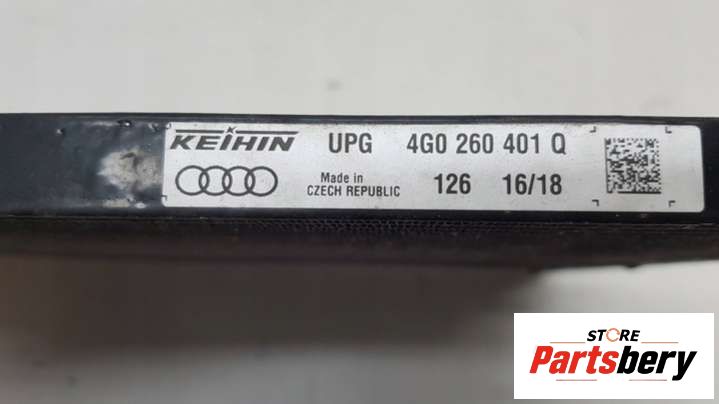 KEIHIN UPG 4G0 260 401 Q
Made in
CZECH REPUBLIC 126 16/18
STORE
Partsbery